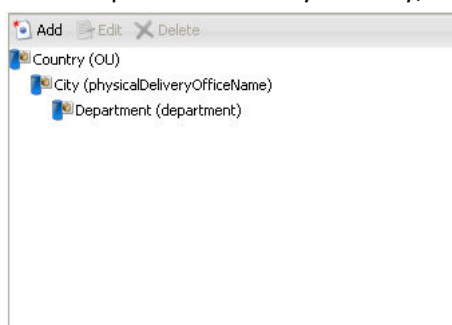 Add Edit Delete
Country (OU)
City (physicalDeliveryOfficeName)
Department (department)